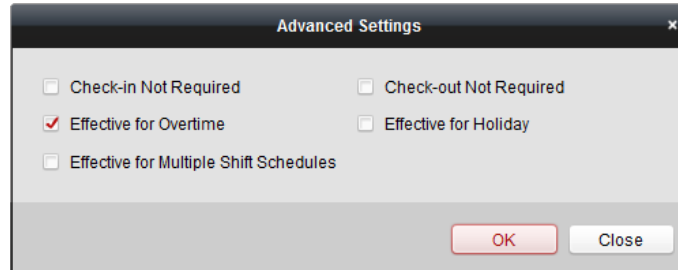 Advanced Settings
×
Check-in Not Required
Check-out Not Required
Effective for Overtime
Effective for Holiday
Effective for Multiple Shift Schedules
OK
Close